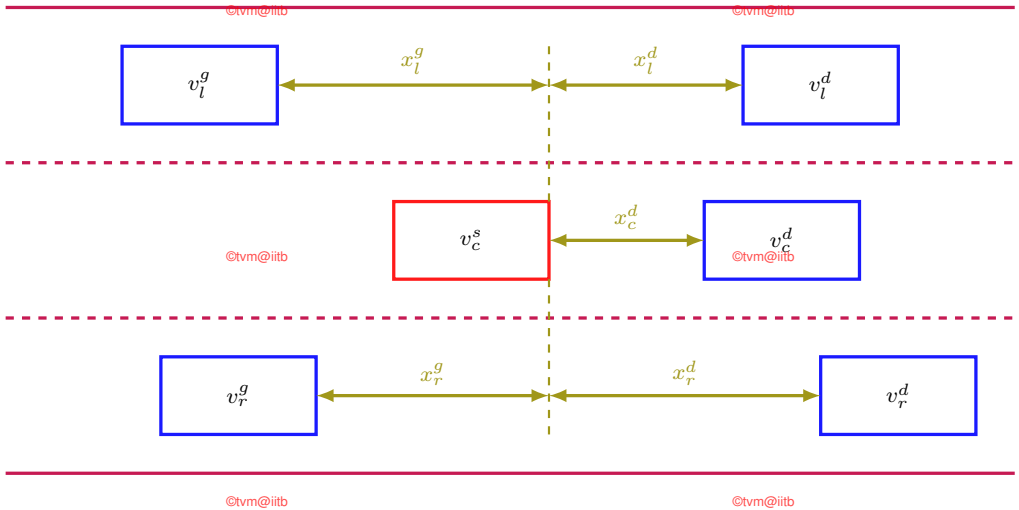 ©tvm@iitb ©tvm@iitb
x_l^g x_l^d
v_l^g v_l^d
x_c^d
v_c^s v_c^d
©tvm@iitb ©tvm@iitb
x_r^g x_r^d
v_r^g v_r^d
©tvm@iitb ©tvm@iitb